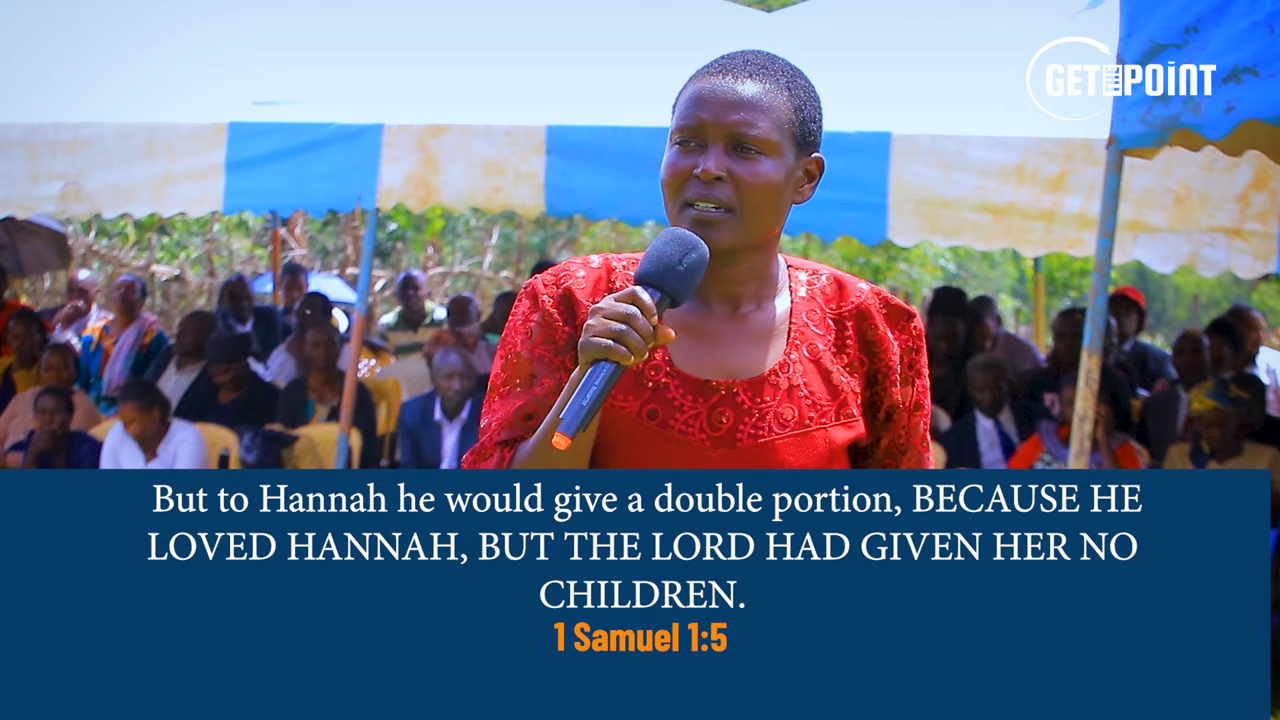 GET THE POINT
But to Hannah he would give a double portion, BECAUSE HE
LOVED HANNAH, BUT THE LORD HAD GIVEN HER NO
CHILDREN.
1 Samuel 1:5